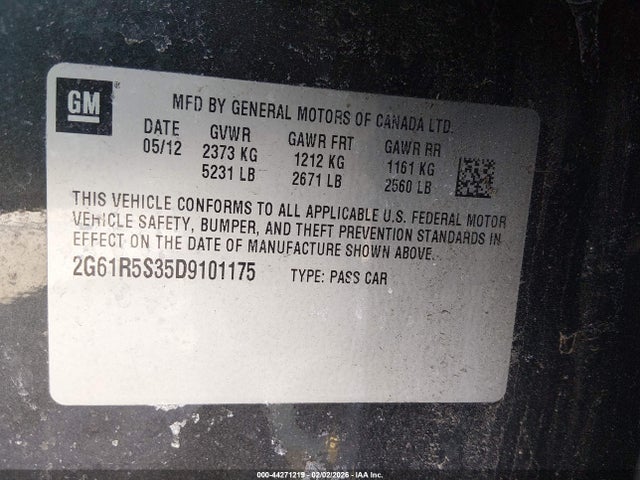 GM
MFD BY GENERAL MOTORS OF CANADA LTD.
DATE GVWR GAWR FRT GAWR RR
05/12 2373 KG 1212 KG 1161 KG
5231 LB 2671 LB 2560 LB
THIS VEHICLE CONFORMS TO ALL APPLICABLE U.S. FEDERAL MOTOR
VEHICLE SAFETY, BUMPER, AND THEFT PREVENTION STANDARDS IN
EFFECT ON THE DATE OF MANUFACTURE SHOWN ABOVE.
2G61R5S35D9101175 TYPE: PASS CAR
000-44271219 - 02/02/2026 - IAA Inc.